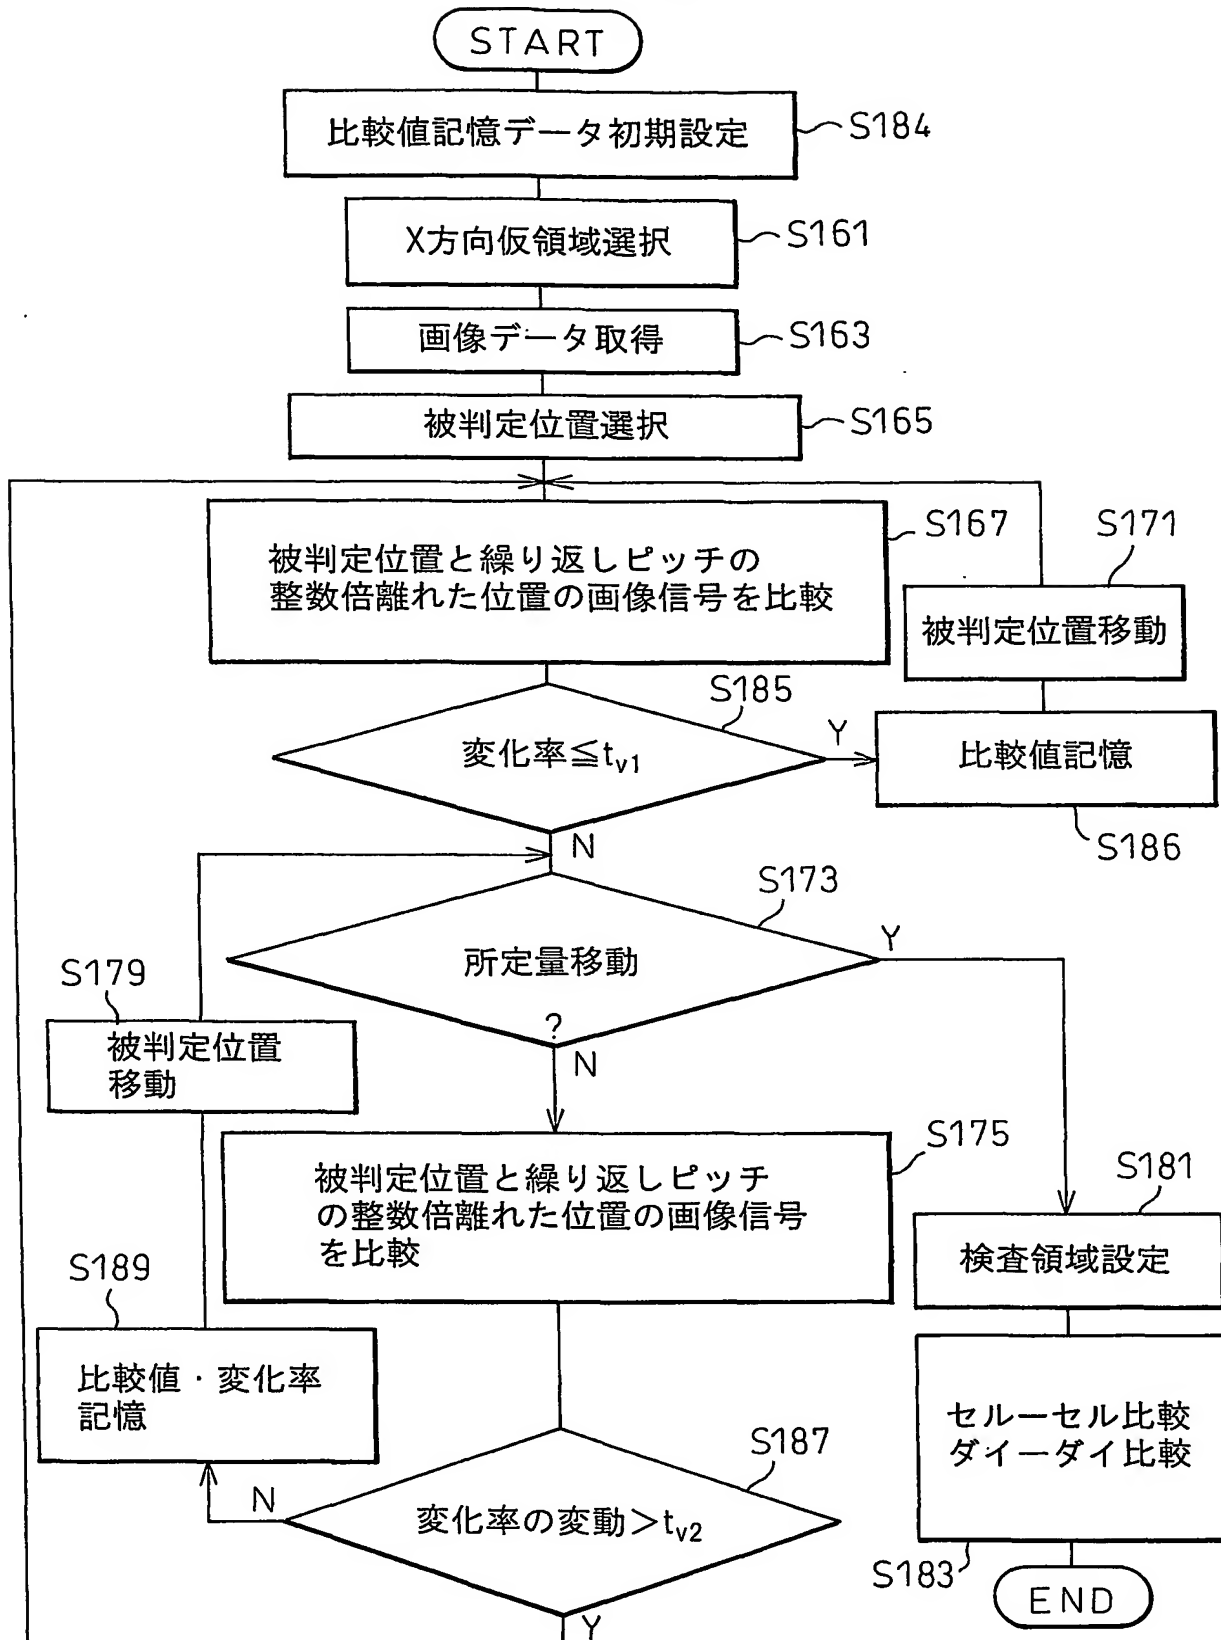 START
比較値記憶データ初期設定
S184
X方向仮領域選択
S161
画像データ取得
S163
被判定位置選択
S165
被判定位置と繰り返しピッチの
整数倍離れた位置の画像信号を比較
S167
S171
被判定位置移動
変化率≦tv1
S185
Y
比較値記憶
S186
N
所定量移動
?
S173
Y
N
S179
被判定位置
移動
被判定位置と繰り返しピッチ
の整数倍離れた位置の画像信号
を比較
S175
S181
検査領域設定
S189
比較値・変化率
記憶
セルーセル比較
ダイーダイ比較
S183
変化率の変動>tv2
S187
N
Y
END